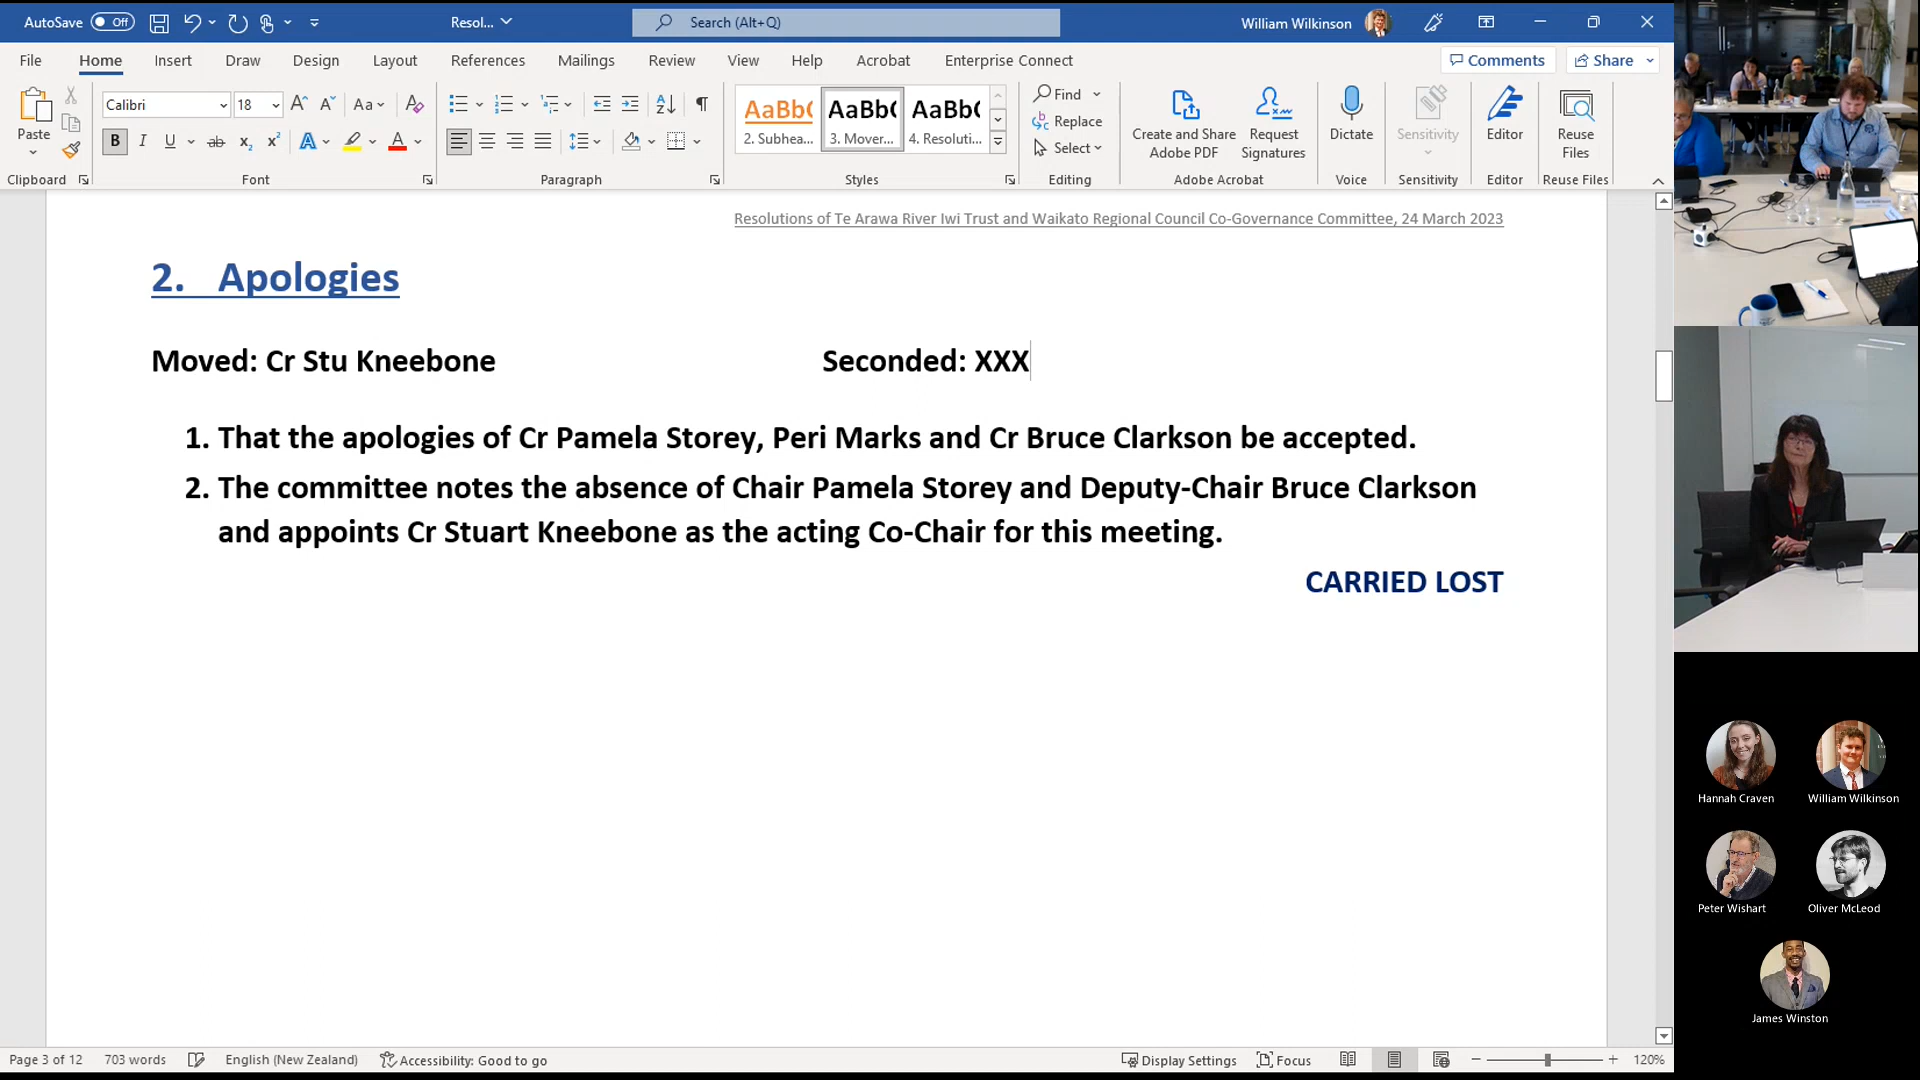 AutoSave Off Resol... Search (Alt+Q) William Wilkinson
File Home Insert Draw Design Layout References Mailings Review View Help Acrobat Enterprise Connect Comments Share
Paste
Calibri 18 Aa
B I U ab x₂ x² A A
AaBbC AaBbC AaBbC
2. Subhea... 3. Mover... 4. Resoluti...
Find
Replace
Select
Create and Share
Adobe PDF
Request
Signatures
Dictate
Sensitivity
Editor
Reuse
Files
Clipboard Font Paragraph Styles Editing Adobe Acrobat Voice Sensitivity Editor Reuse Files
Resolutions of Te Arawa River Iwi Trust and Waikato Regional Council Co-Governance Committee, 24 March 2023
2. Apologies
Moved: Cr Stu Kneebone Seconded: XXX
1. That the apologies of Cr Pamela Storey, Peri Marks and Cr Bruce Clarkson be accepted.
2. The committee notes the absence of Chair Pamela Storey and Deputy-Chair Bruce Clarkson
and appoints Cr Stuart Kneebone as the acting Co-Chair for this meeting.
CARRIED LOST
Hannah Craven William Wilkinson
Peter Wishart Oliver McLeod
James Winston
Page 3 of 12 703 words English (New Zealand) Accessibility: Good to go Display Settings Focus 120%